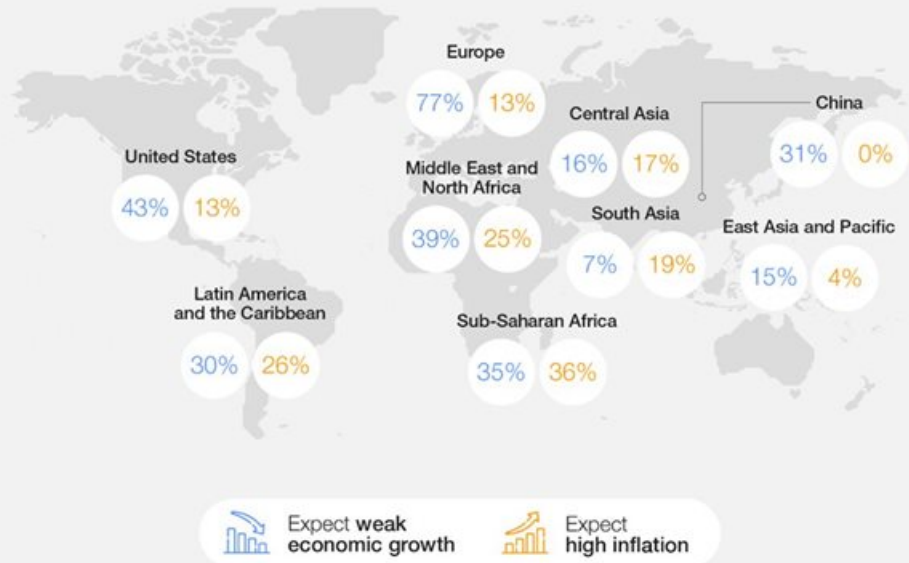 Europe
77% 13%
Central Asia
16% 17%
China
31% 0%
United States
43% 13%
Middle East and
North Africa
39% 25%
South Asia
7% 19%
East Asia and Pacific
15% 4%
Latin America
and the Caribbean
30% 26%
Sub-Saharan Africa
35% 36%
Expect weak
economic growth
Expect
high inflation